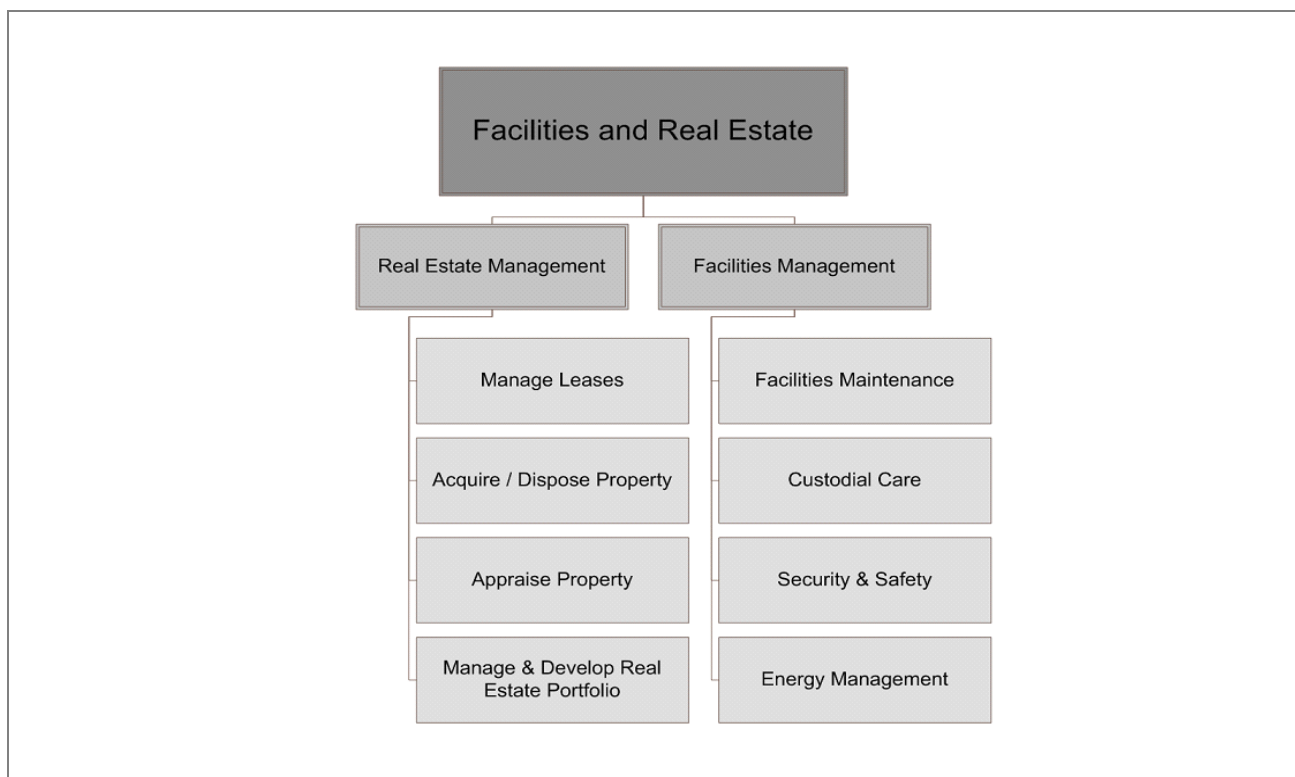 Facilities and Real Estate
Real Estate Management
Facilities Management
Manage Leases
Facilities Maintenance
Acquire / Dispose Property
Custodial Care
Appraise Property
Security & Safety
Manage & Develop Real
Estate Portfolio
Energy Management